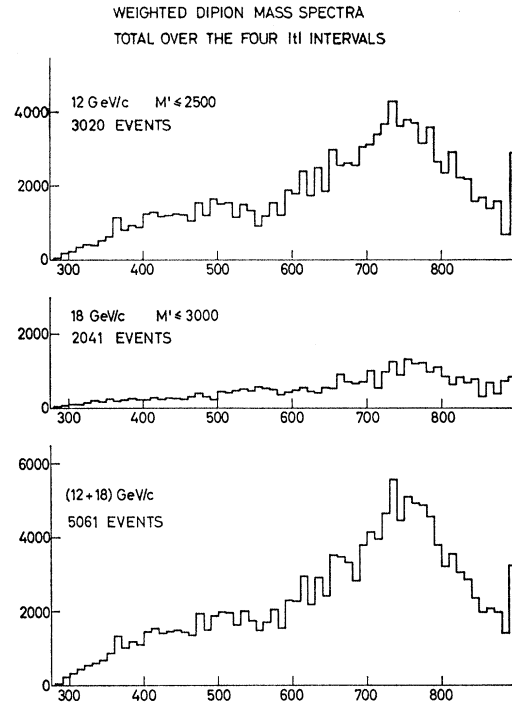 WEIGHTED DIPION MASS SPECTRA
TOTAL OVER THE FOUR |t| INTERVALS
12 GeV/c M' ≤ 2500
3020 EVENTS
4000
2000
0
300 400 500 600 700 800
18 GeV/c M' ≤ 3000
2041 EVENTS
2000
0
300 400 500 600 700 800
6000
(12+18) GeV/c
5061 EVENTS
4000
2000
0
300 400 500 600 700 800